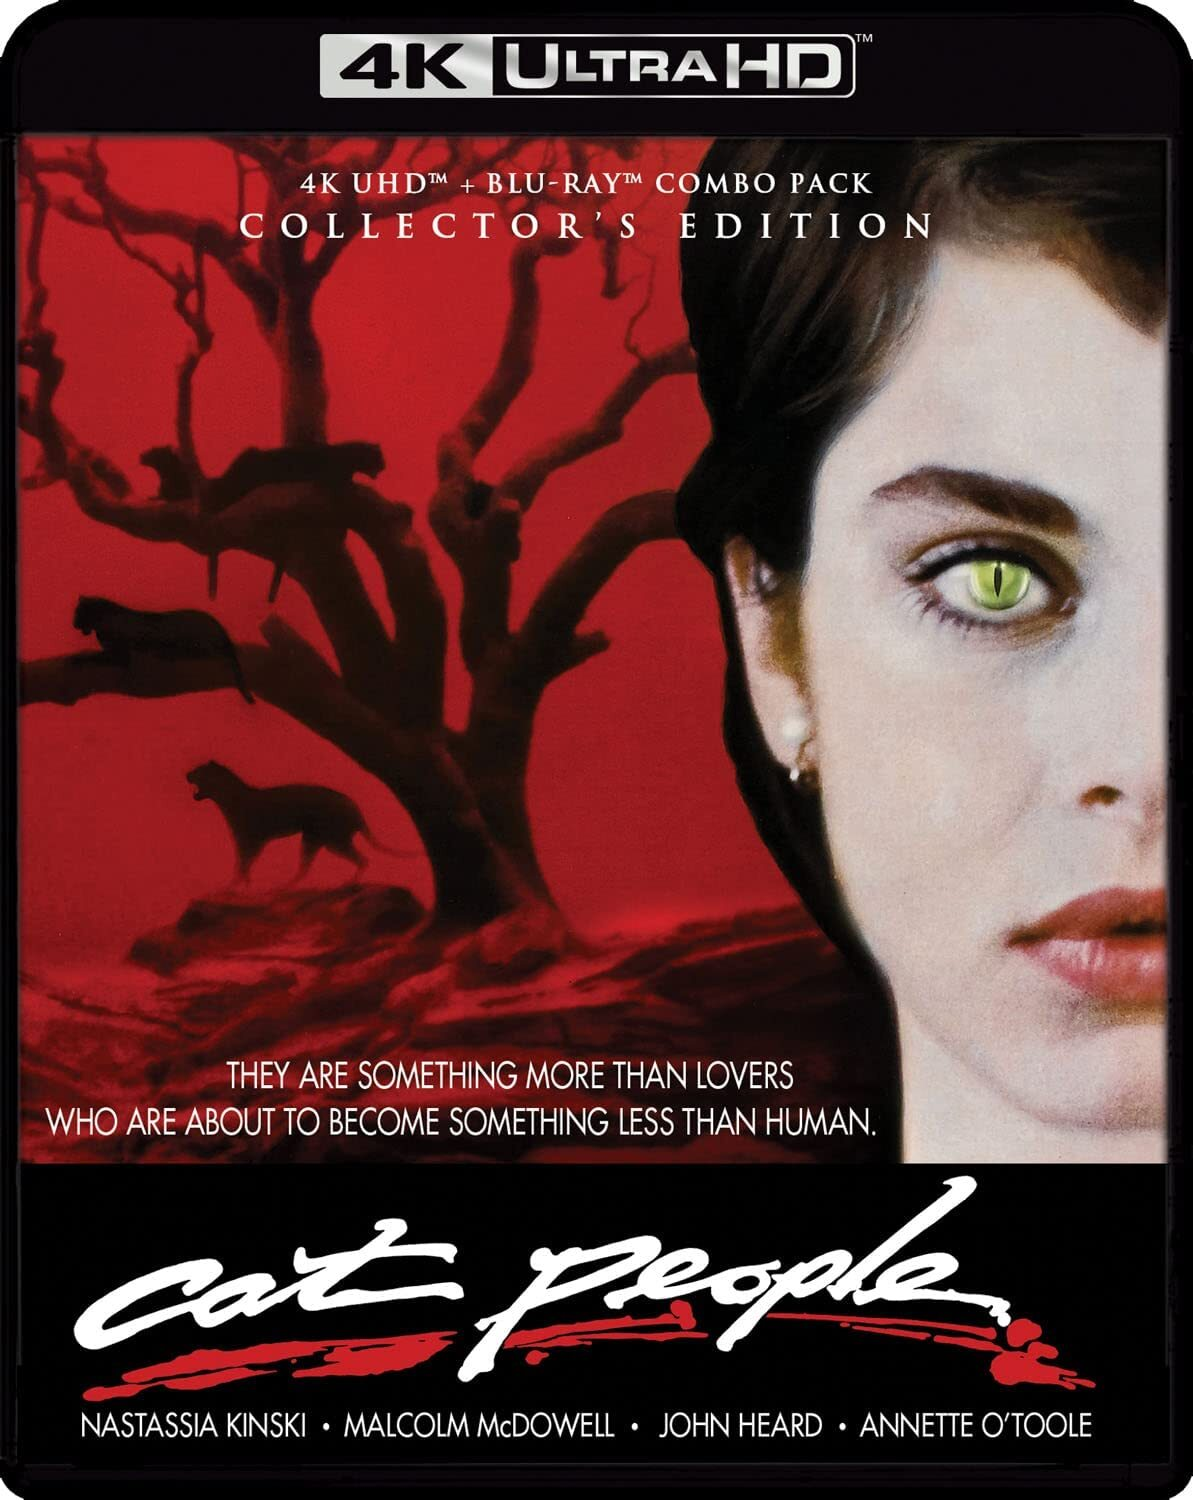 4K ULTRA HD™
4K UHD™ + BLU-RAY™ COMBO PACK
COLLECTOR'S EDITION
THEY ARE SOMETHING MORE THAN LOVERS
WHO ARE ABOUT TO BECOME SOMETHING LESS THAN HUMAN.
cat people
NASTASSIA KINSKI • MALCOLM McDOWELL • JOHN HEARD • ANNETTE O'TOOLE